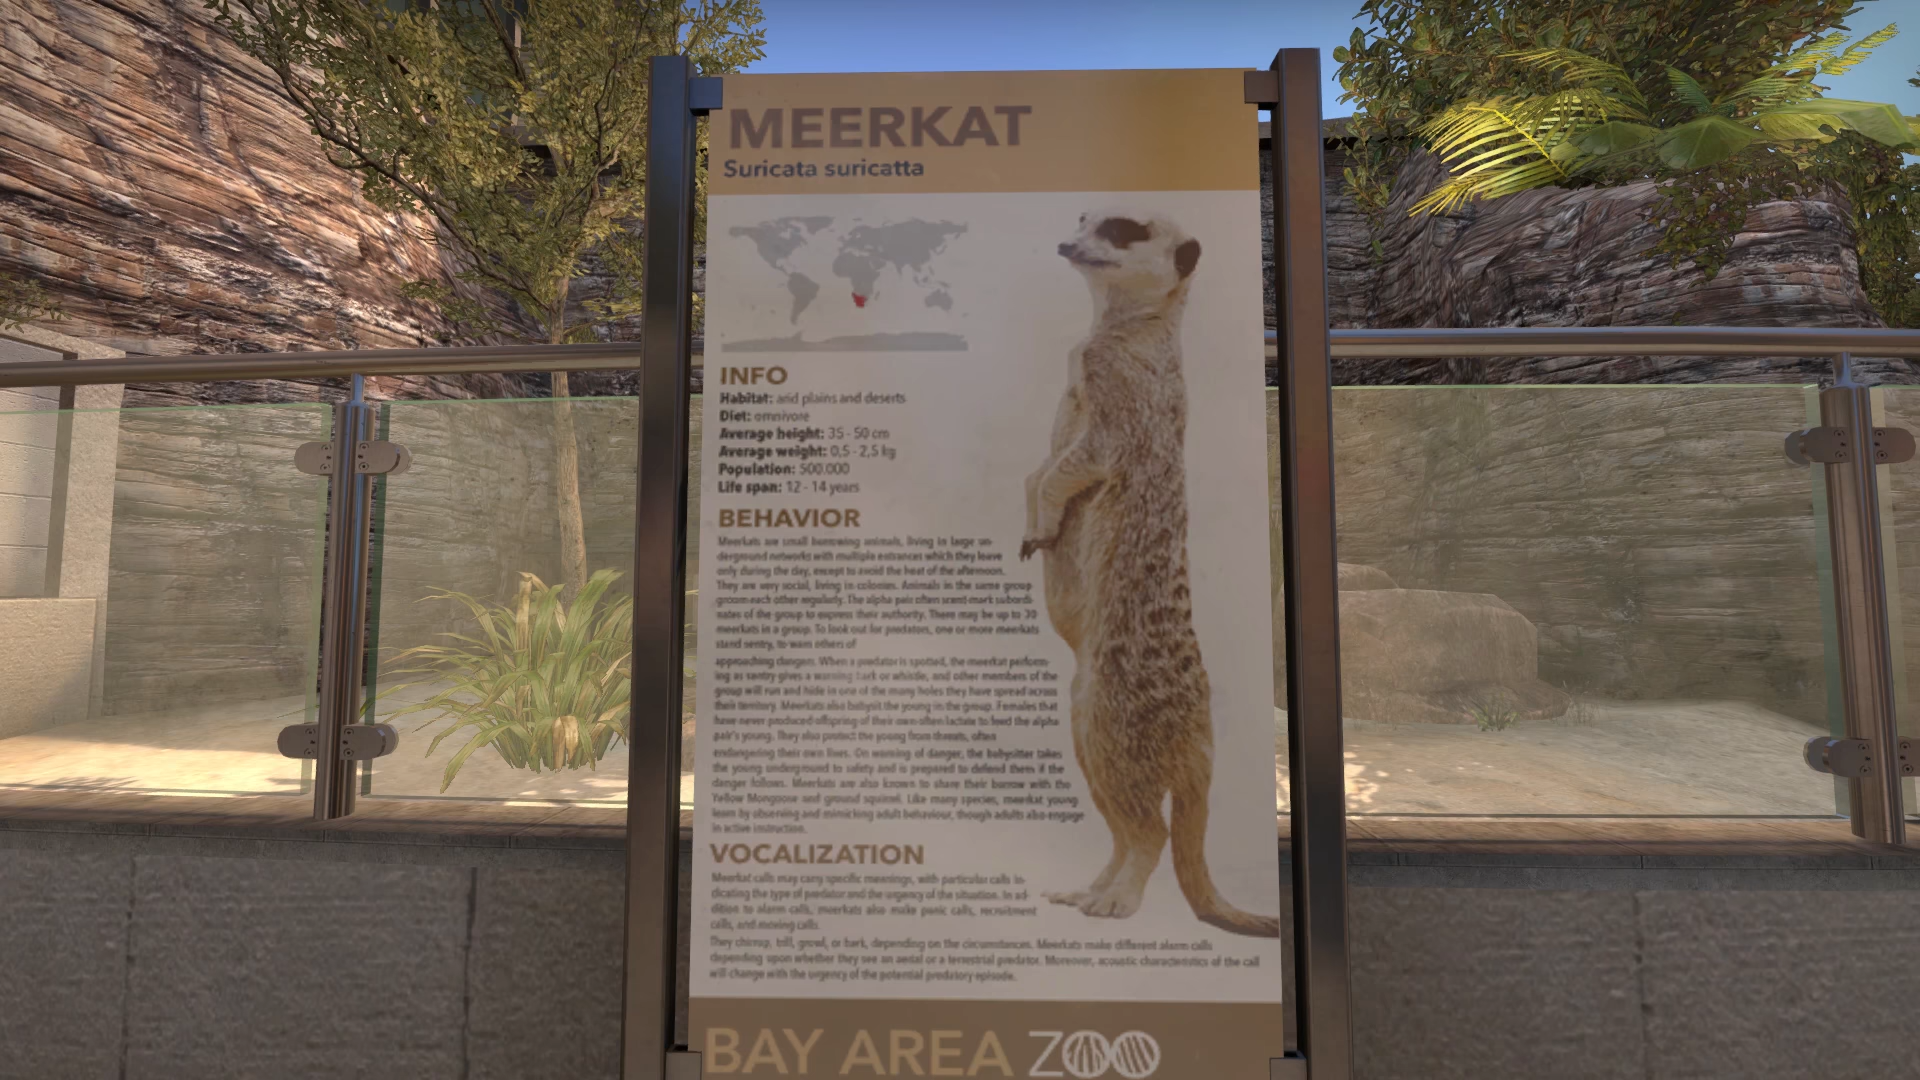 MEERKAT
Suricata suricatta
INFO
Habitat: arid plains and deserts
Diet: omnivore
Average height: 35 - 50 cm
Average weight: 0,5 - 2,5 kg
Population: 500.000
Life span: 12 - 14 years
BEHAVIOR
Meerkats are small burrowing animals, living in large un-
derground networks with multiple entrances which they leave
only during the day, except to avoid the heat of the afternoon.
They are very social, living in colonies. Animals in the same group
groom each other regularly. The alpha pair often scent-mark subordi-
nates of the group to express their authority. There may be up to 30
meerkats in a group. To look out for predators, one or more meerkats
stand sentry, to warn others of
approaching dangers. When a predator is spotted, the meerkat perform-
ing as sentry gives a warning bark or whistle, and other members of the
group will run and hide in one of the many holes they have spread across
their territory. Meerkats also babysit the young in the group. Females that
have never produced offspring of their own often lactate to feed the alpha
pair's young. They also protect the young from threats, often
endangering their own lives. On warning of danger, the babysitter takes
the young underground to safety and is prepared to defend them if the
danger follows. Meerkats are also known to share their burrow with the
Yellow Mongoose and ground squirrel. Like many species, meerkat young
learn by observing and mimicking adult behaviour, though adults also engage
in active instruction.
VOCALIZATION
Meerkat calls may carry specific meanings, with particular calls in-
dicating the type of predator and the urgency of the situation. In ad-
dition to alarm calls, meerkats also make panic calls, recruitment
calls, and moving calls.
They chirrup, trill, growl, or bark, depending on the circumstances. Meerkats make different alarm calls
depending upon whether they see an aerial or a terrestrial predator. Moreover, acoustic characteristics of the call
will change with the urgency of the potential predatory episode.
BAY AREA ZOO